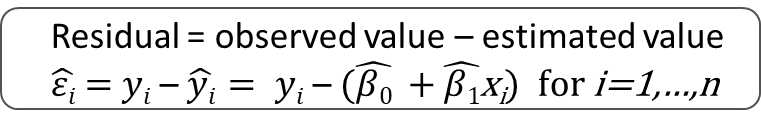 Residual = observed value – estimated value
ε̂ᵢ = yᵢ – ŷᵢ = yᵢ – (β̂₀ + β̂₁xᵢ) for i=1,...,n